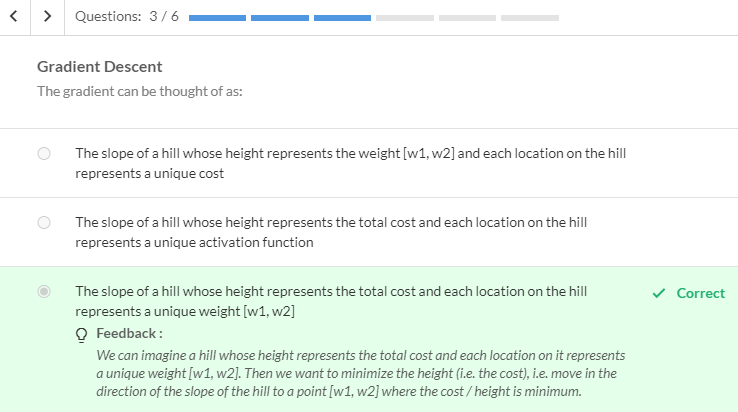 Questions: 3 / 6
Gradient Descent
The gradient can be thought of as:
The slope of a hill whose height represents the weight [w1, w2] and each location on the hill
represents a unique cost
The slope of a hill whose height represents the total cost and each location on the hill
represents a unique activation function
The slope of a hill whose height represents the total cost and each location on the hill
represents a unique weight [w1, w2]
Correct
Feedback :
We can imagine a hill whose height represents the total cost and each location on it represents
a unique weight [w1, w2]. Then we want to minimize the height (i.e. the cost), i.e. move in the
direction of the slope of the hill to a point [w1, w2] where the cost / height is minimum.